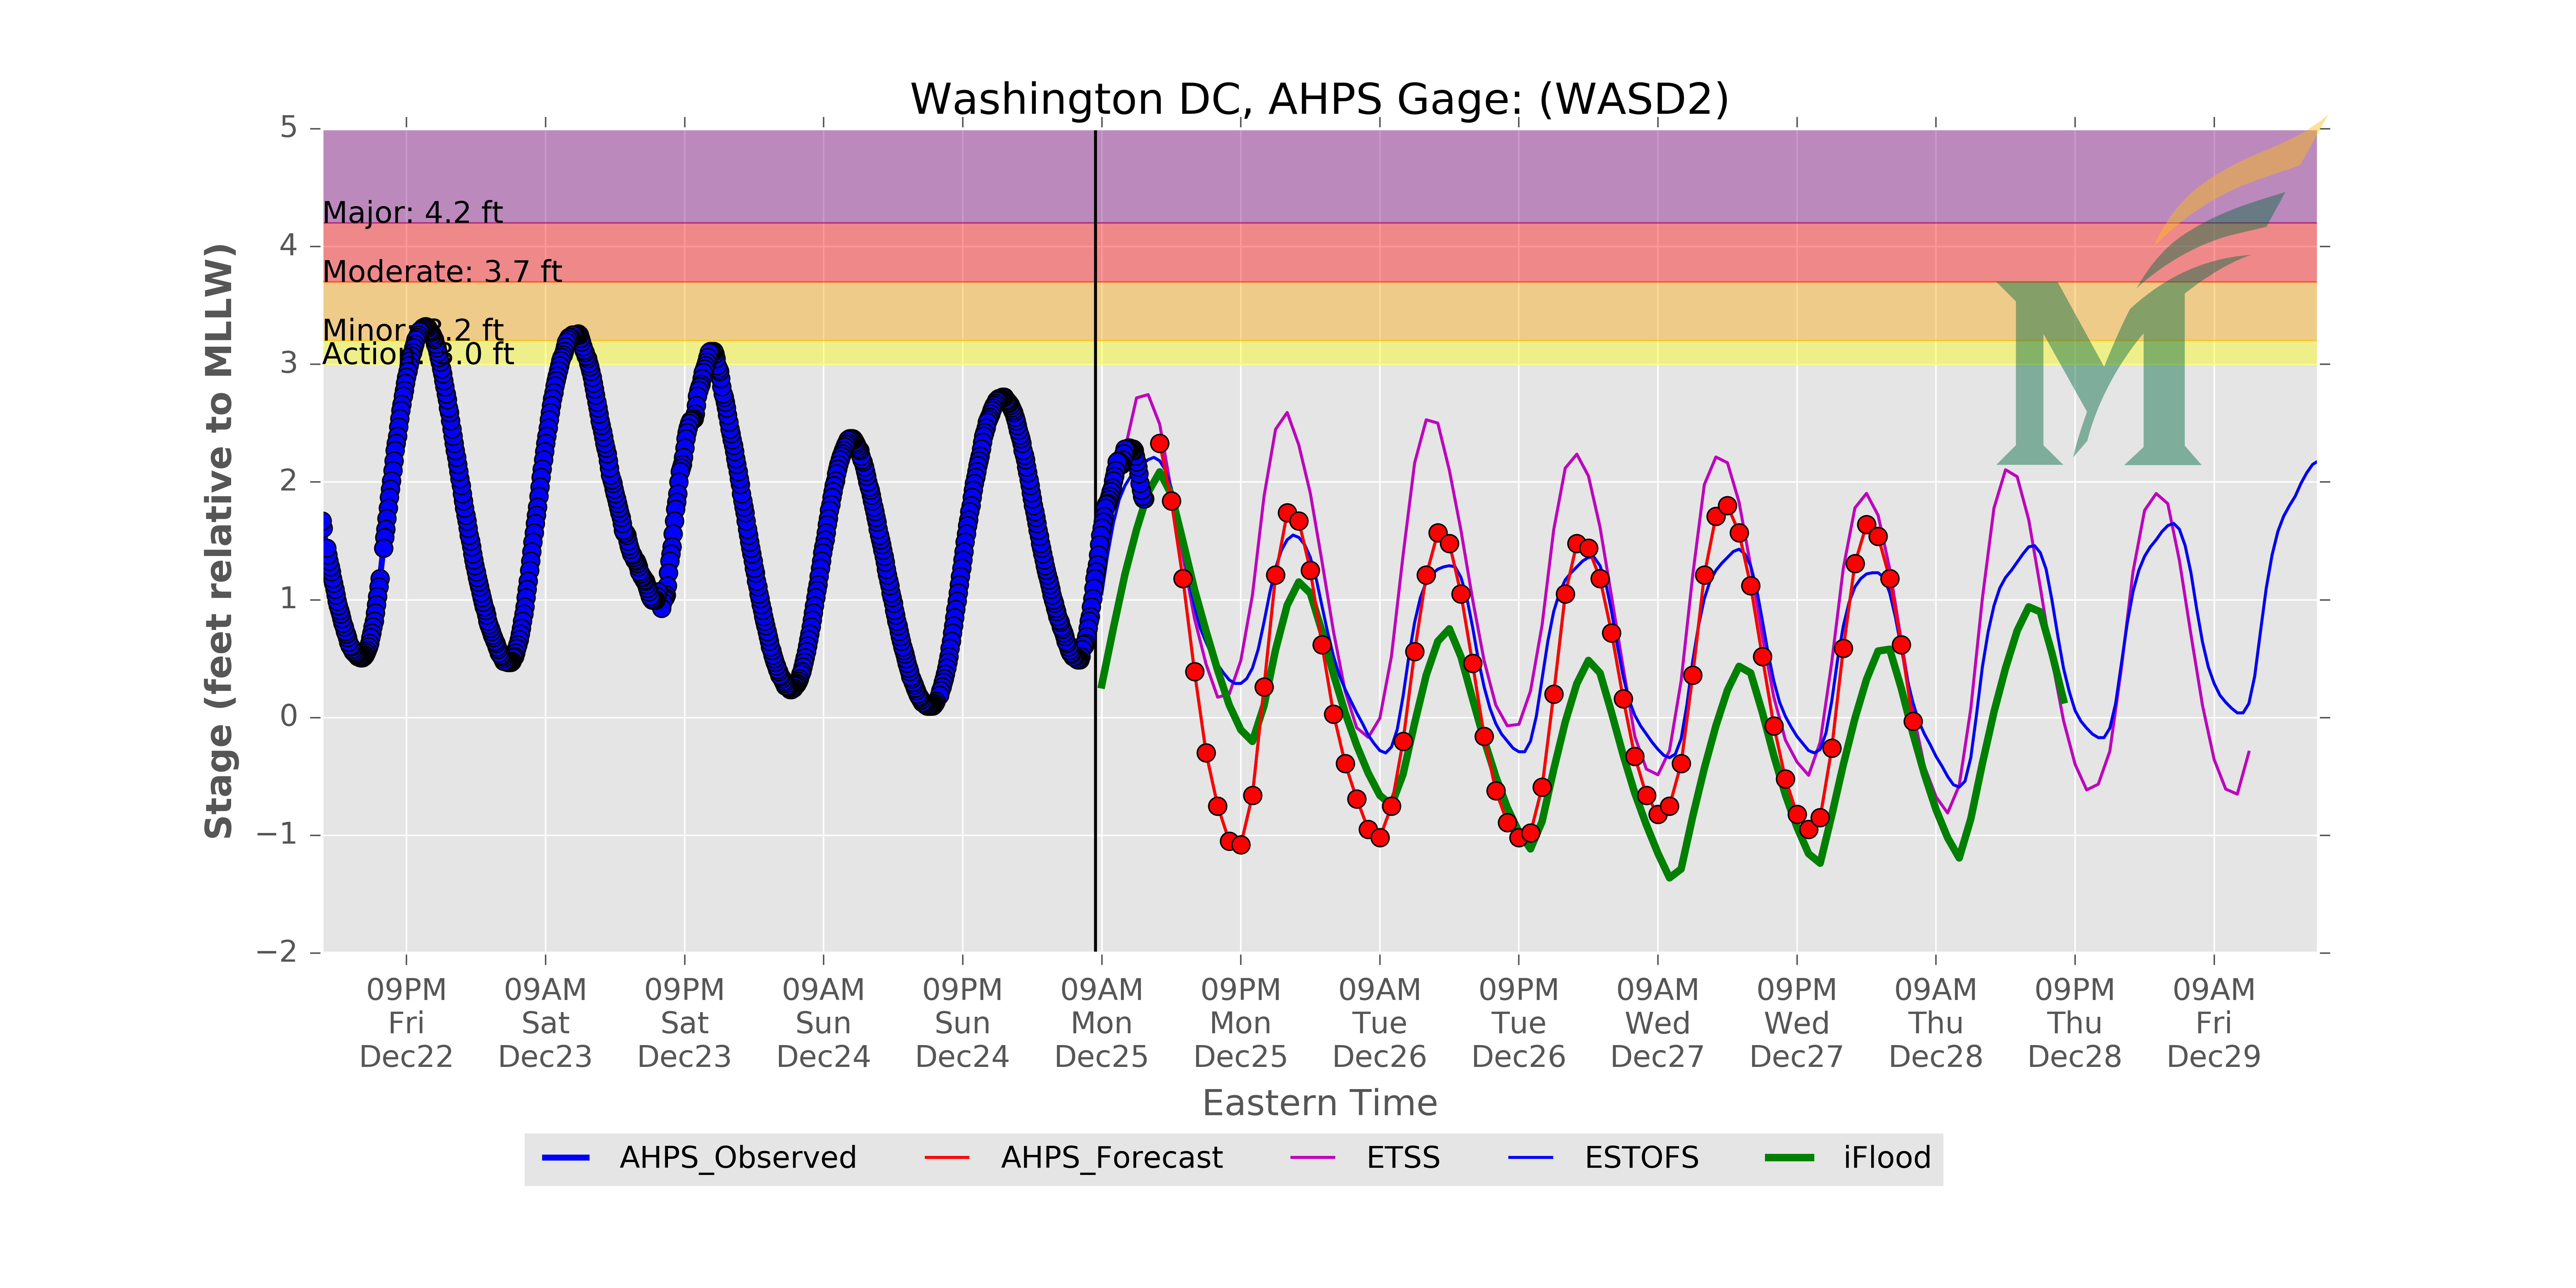 Washington DC, AHPS Gage: (WASD2)
Stage (feet relative to MLLW)
5
4
3
2
1
0
−1
−2
Major: 4.2 ft
Moderate: 3.7 ft
Minor: 3.2 ft
Action: 3.0 ft
M
09PM 09AM 09PM 09AM 09PM 09AM 09PM 09AM 09PM 09AM 09PM 09AM 09PM 09AM
Fri Sat Sat Sun Sun Mon Mon Tue Tue Wed Wed Thu Thu Fri
Dec22 Dec23 Dec23 Dec24 Dec24 Dec25 Dec25 Dec26 Dec26 Dec27 Dec27 Dec28 Dec28 Dec29
Eastern Time
AHPS_Observed AHPS_Forecast ETSS ESTOFS iFlood